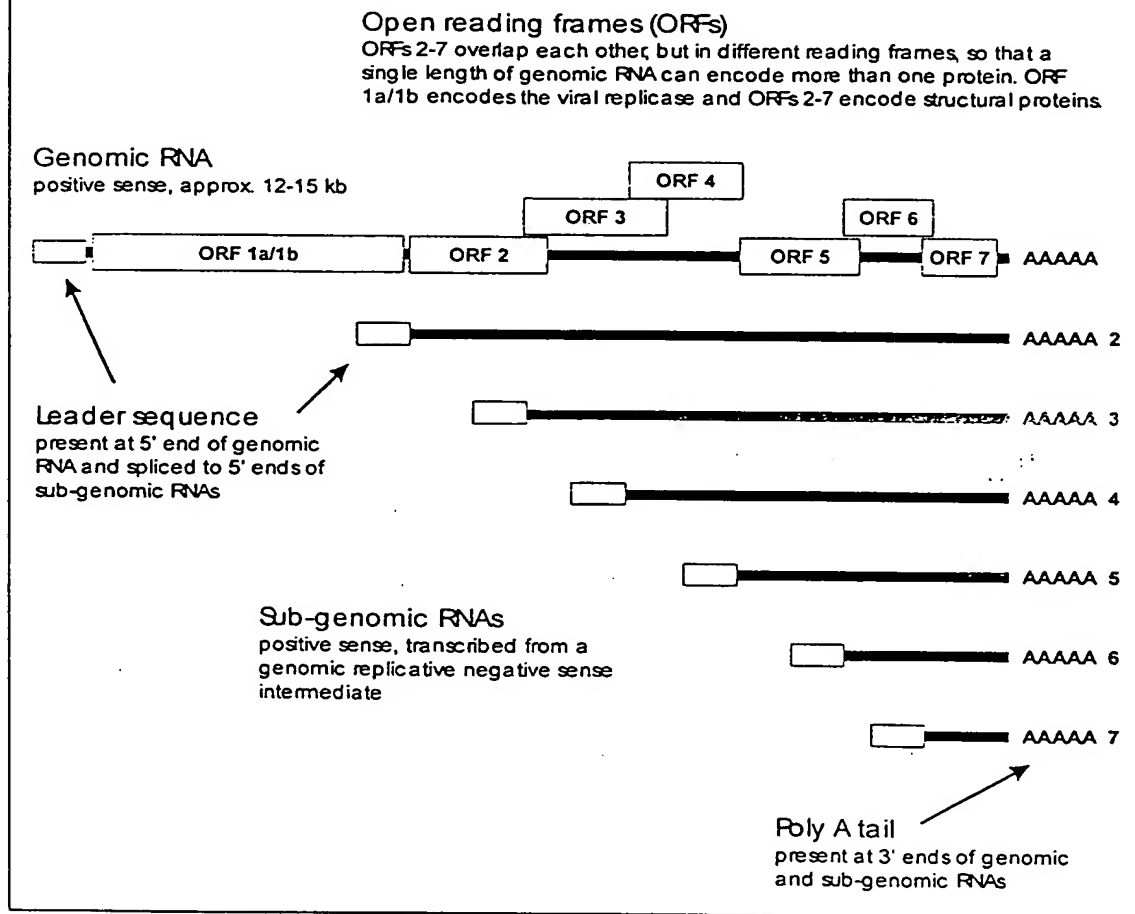 Open reading frames (ORFs)
ORFs 2-7 overlap each other, but in different reading frames, so that a
single length of genomic RNA can encode more than one protein. ORF
1a/1b encodes the viral replicase and ORFs 2-7 encode structural proteins.
Genomic RNA
positive sense, approx. 12-15 kb
ORF 4
ORF 3
ORF 6
ORF 1a/1b
ORF 2
ORF 5
ORF 7
AAAAA
AAAAA 2
Leader sequence
present at 5' end of genomic
RNA and spliced to 5' ends of
sub-genomic RNAs
AAAAA 3
AAAAA 4
AAAAA 5
Sub-genomic RNAs
positive sense, transcribed from a
genomic replicative negative sense
intermediate
AAAAA 6
AAAAA 7
Poly A tail
present at 3' ends of genomic
and sub-genomic RNAs